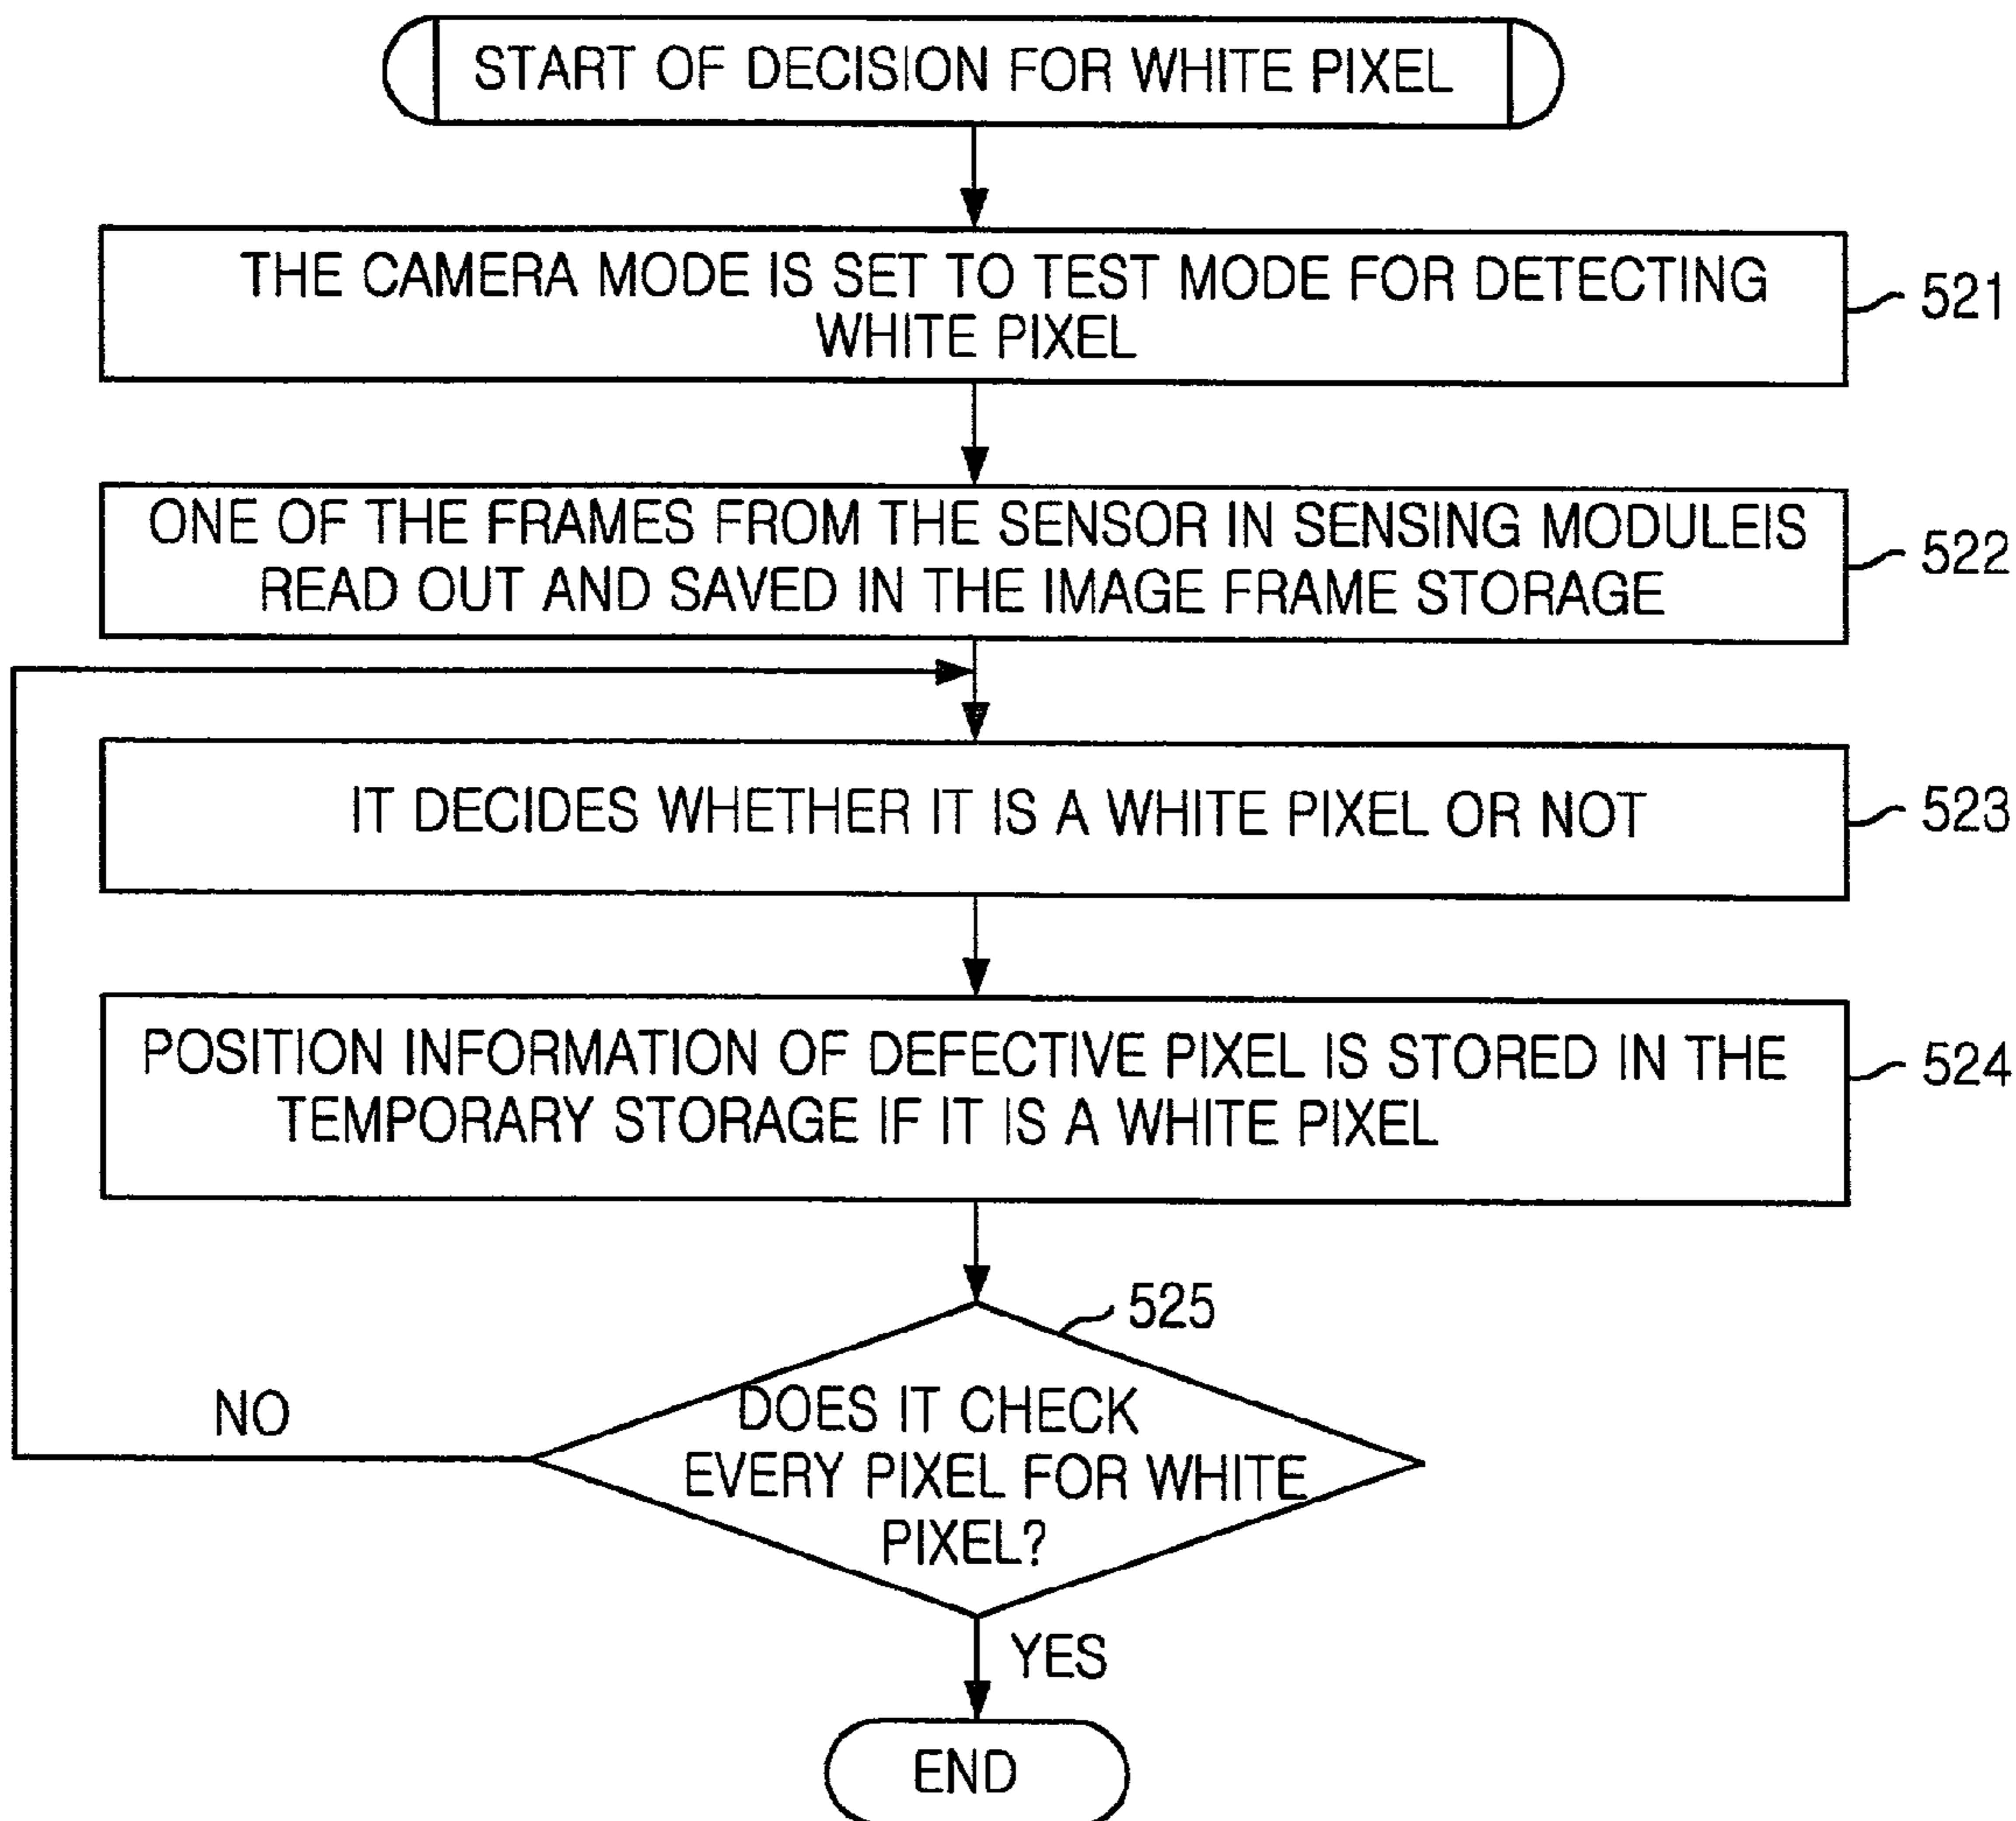 START OF DECISION FOR WHITE PIXEL
THE CAMERA MODE IS SET TO TEST MODE FOR DETECTING
WHITE PIXEL
521
ONE OF THE FRAMES FROM THE SENSOR IN SENSING MODULEIS
READ OUT AND SAVED IN THE IMAGE FRAME STORAGE
522
IT DECIDES WHETHER IT IS A WHITE PIXEL OR NOT
523
POSITION INFORMATION OF DEFECTIVE PIXEL IS STORED IN THE
TEMPORARY STORAGE IF IT IS A WHITE PIXEL
524
525
DOES IT CHECK
EVERY PIXEL FOR WHITE
PIXEL?
NO
YES
END